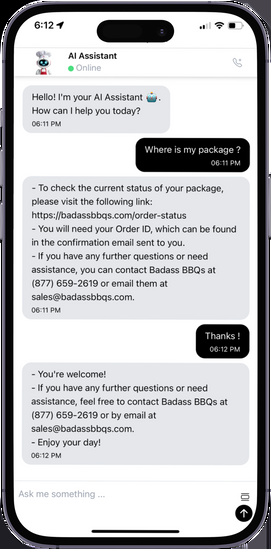 6:12
AI Assistant
Online
Hello! I'm your AI Assistant 🤖.
How can I help you today?
06:11 PM
Where is my package ?
06:11 PM
- To check the current status of your package,
please visit the following link:
https://badassbbqs.com/order-status
- You will need your Order ID, which can be found
in the confirmation email sent to you.
- If you have any further questions or need
assistance, you can contact Badass BBQs at
(877) 659-2619 or email them at
sales@badassbbqs.com.
06:11 PM
Thanks !
06:12 PM
- You're welcome!
- If you have any further questions or need
assistance, feel free to contact Badass BBQs at
(877) 659-2619 or by email at
sales@badassbbqs.com.
- Enjoy your day!
06:12 PM
Ask me something ...